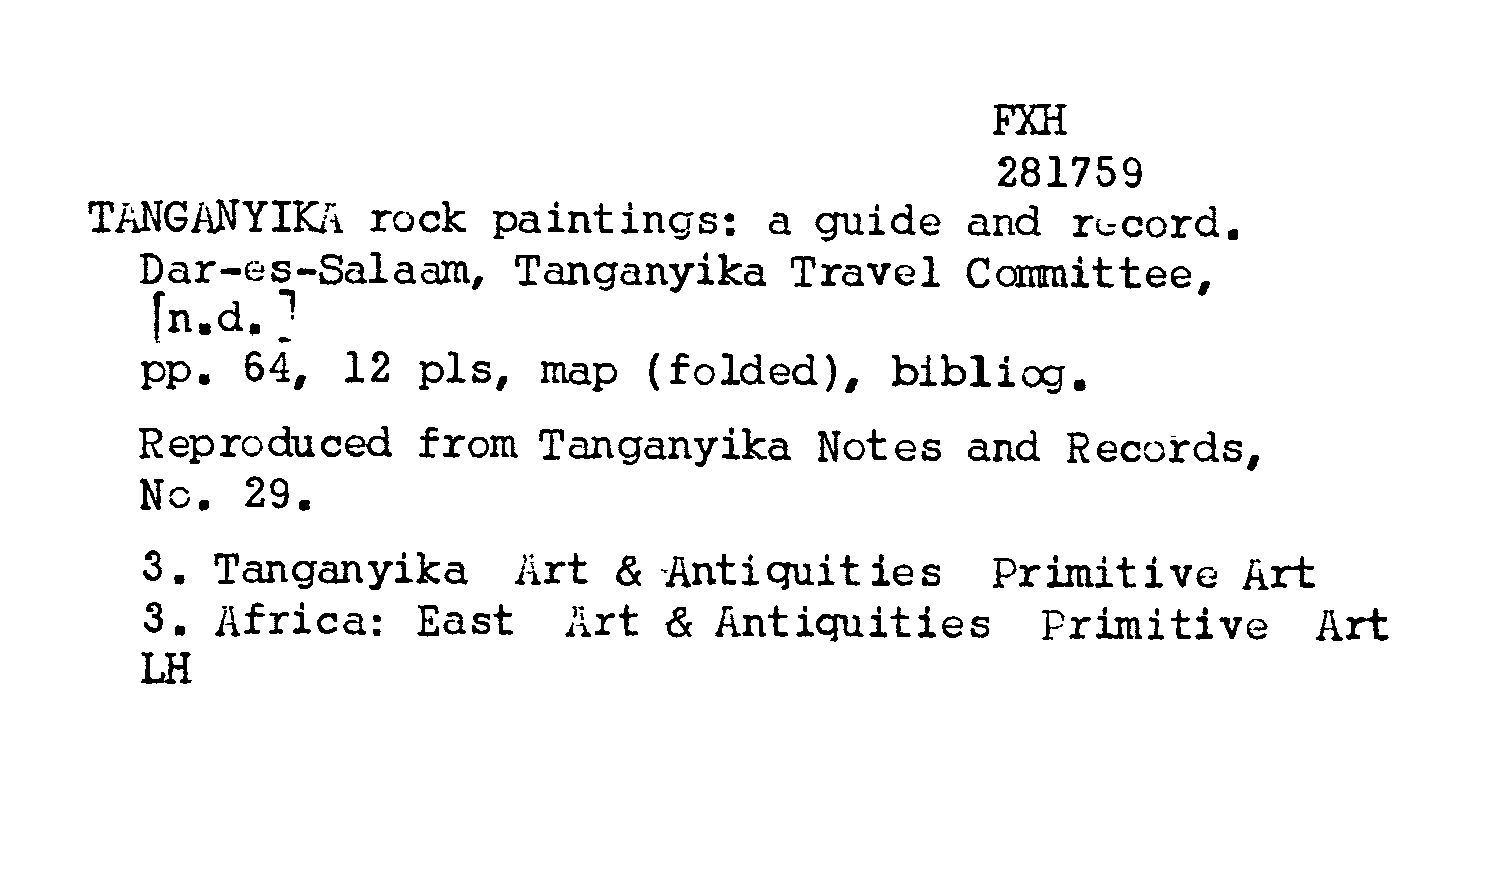 FXH
281759
TANGANYIKA rock paintings: a guide and record.
Dar-es-Salaam, Tanganyika Travel Committee,
[n.d.]
pp. 64, 12 pls, map (folded), bibliog.
Reproduced from Tanganyika Notes and Records,
No. 29.
3. Tanganyika Art & Antiquities Primitive Art
3. Africa: East Art & Antiquities Primitive Art
LH